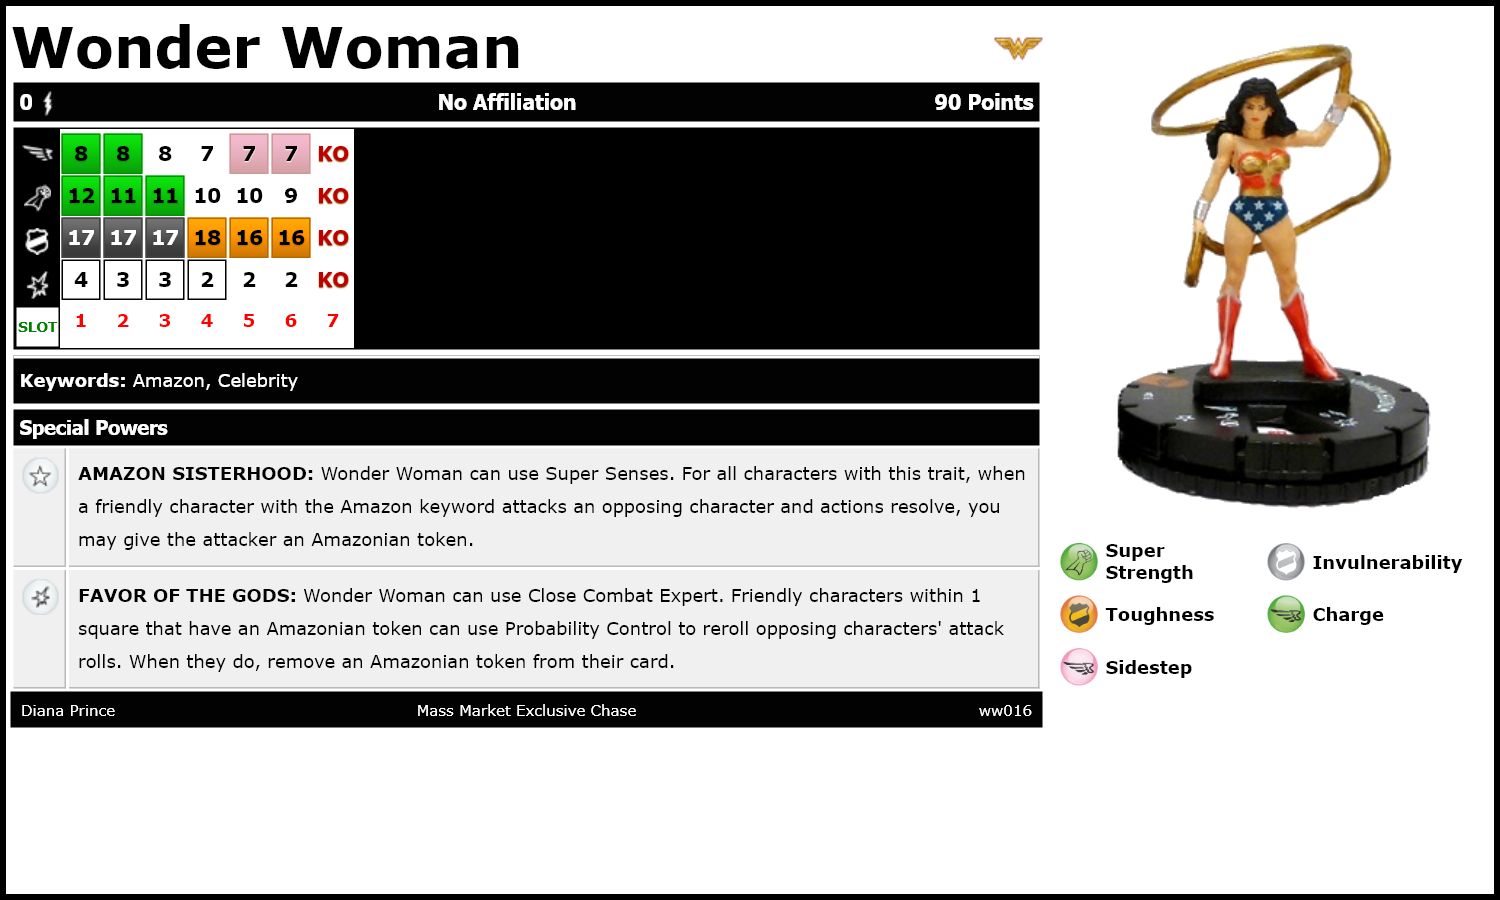 Wonder Woman
0 No Affiliation 90 Points
8 8 8 7 7 7 KO
12 11 11 10 10 9 KO
17 17 17 18 16 16 KO
4 3 3 2 2 2 KO
SLOT 1 2 3 4 5 6 7
Keywords: Amazon, Celebrity
Special Powers
AMAZON SISTERHOOD: Wonder Woman can use Super Senses. For all characters with this trait, when
a friendly character with the Amazon keyword attacks an opposing character and actions resolve, you
may give the attacker an Amazonian token.
FAVOR OF THE GODS: Wonder Woman can use Close Combat Expert. Friendly characters within 1
square that have an Amazonian token can use Probability Control to reroll opposing characters' attack
rolls. When they do, remove an Amazonian token from their card.
Diana Prince Mass Market Exclusive Chase ww016
Super
Strength
Invulnerability
Toughness
Charge
Sidestep